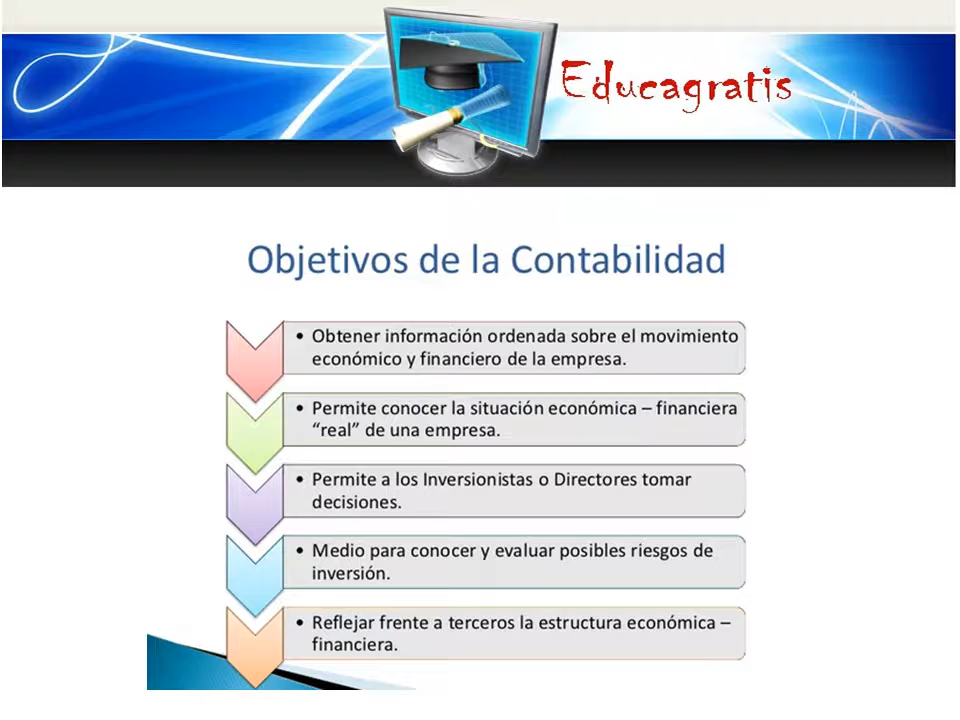 Educagratis
Objetivos de la Contabilidad
• Obtener información ordenada sobre el movimiento
económico y financiero de la empresa.
• Permite conocer la situación económica – financiera
“real” de una empresa.
• Permite a los Inversionistas o Directores tomar
decisiones.
• Medio para conocer y evaluar posibles riesgos de
inversión.
• Reflejar frente a terceros la estructura económica –
financiera.